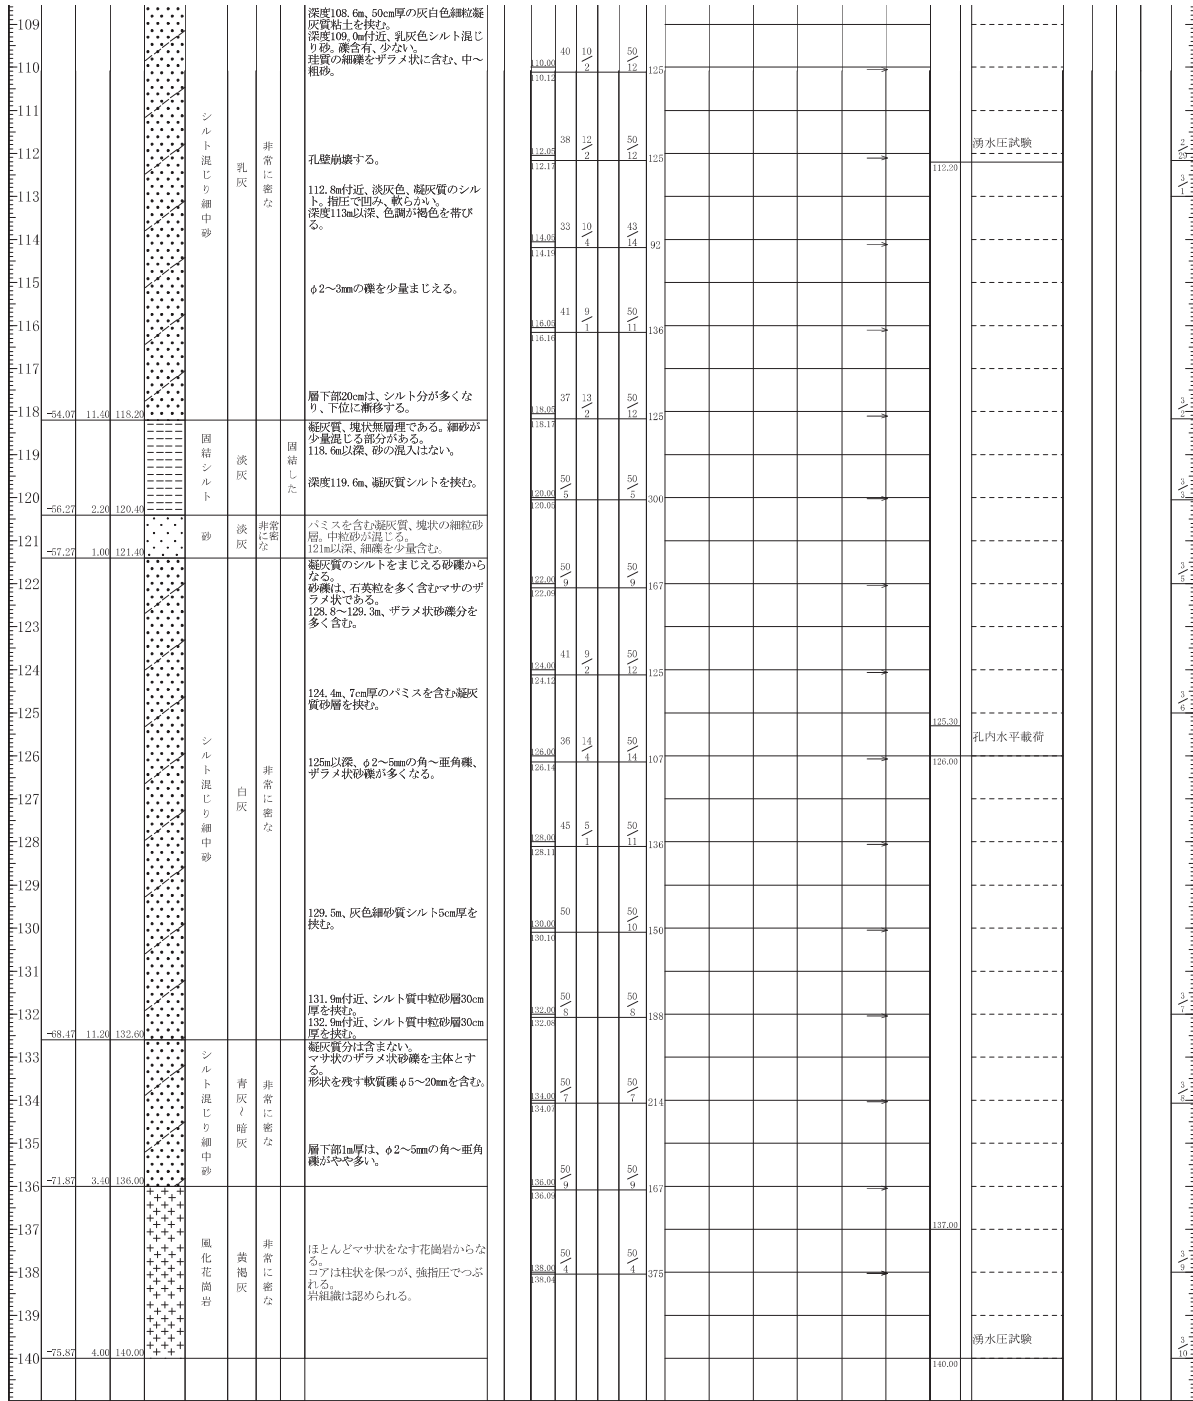 109
110
111
112
113
114
115
116
117
118
119
120
121
122
123
124
125
126
127
128
129
130
131
132
133
134
135
136
137
138
139
140
-54.07 11.40 118.20
-56.27 2.20 120.40
-57.27 1.00 121.40
-68.47 11.20 132.60
-71.87 3.40 136.00
-75.87 4.00 140.00
シルト混じり細中砂
乳灰
非常に密な
深度108.6m、50cm厚の灰白色細粒凝
灰質粘土を挟む。
深度109.0m付近、乳灰色シルト混じ
り砂。礫含有、少ない。
珪質の細礫をザラメ状に含む、中～
粗砂。
孔壁崩壊する。
112.8m付近、淡灰色、凝灰質のシル
ト。指圧で凹み、軟らかい。
深度113m以深、色調が褐色を帯び
る。
φ2～3mmの礫を少量まじえる。
層下部20cmは、シルト分が多くな
り、下位に漸移する。
固結シルト
淡灰
固結した
凝灰質、塊状無層理である。細砂が
少量混じる部分がある。
118.6m以深、砂の混入はない。
深度119.6m、凝灰質シルトを挟む。
砂
淡灰
非常に密な
パミスを含む凝灰質、塊状の細粒砂
層。中粒砂が混じる。
121m以深、細礫を少量含む。
シルト混じり細中砂
白灰
非常に密な
凝灰質のシルトをまじえる砂礫から
なる。
砂礫は、石英粒を多く含むマサのザ
ラメ状である。
128.8～129.3m、ザラメ状砂礫分を
多く含む。
124.4m、7cm厚のパミスを含む凝灰
質砂層を挟む。
125m以深、φ2～5mmの角～亜角礫、
ザラメ状砂礫が多くなる。
129.5m、灰色細砂質シルト5cm厚を
挟む。
131.9m付近、シルト質中粒砂層30cm
厚を挟む。
132.9m付近、シルト質中粒砂層30cm
厚を挟む。
シルト混じり細中砂
青灰～暗灰
非常に密な
凝灰質分は含まない。
マサ状のザラメ状砂礫を主体とす
る。
形状を残す軟質礫φ5～20mmを含む。
層下部1m厚は、φ2～5mmの角～亜角
礫がやや多い。
風化花崗岩
黄褐灰
非常に密な
ほとんどマサ状をなす花崗岩からな
る。
コアは柱状を保つが、強指圧でつぶ
れる。
岩組織は認められる。
110.00 110.12 40 10/2 50/12 125
112.05 112.17 38 12/2 50/12 125
114.05 114.19 33 10/4 43/14 92
116.05 116.16 41 9/1 50/11 136
118.05 118.17 37 13/2 50/12 125
120.00 120.05 50/5 50/5 300
122.00 122.09 50/9 50/9 167
124.00 124.12 41 9/2 50/12 125
126.00 126.14 36 14/4 50/14 107
128.00 128.11 45 5/1 50/11 136
130.00 130.10 50 50/10 150
132.00 132.08 50/8 50/8 188
134.00 134.07 50/7 50/7 214
136.00 136.09 50/9 50/9 167
138.00 138.04 50/4 50/4 375
湧水圧試験
112.20
125.30
孔内水平載荷
126.00
137.00
湧水圧試験
140.00
2/29
3/1
3/2
3/3
3/5
3/6
3/7
3/8
3/9
3/10